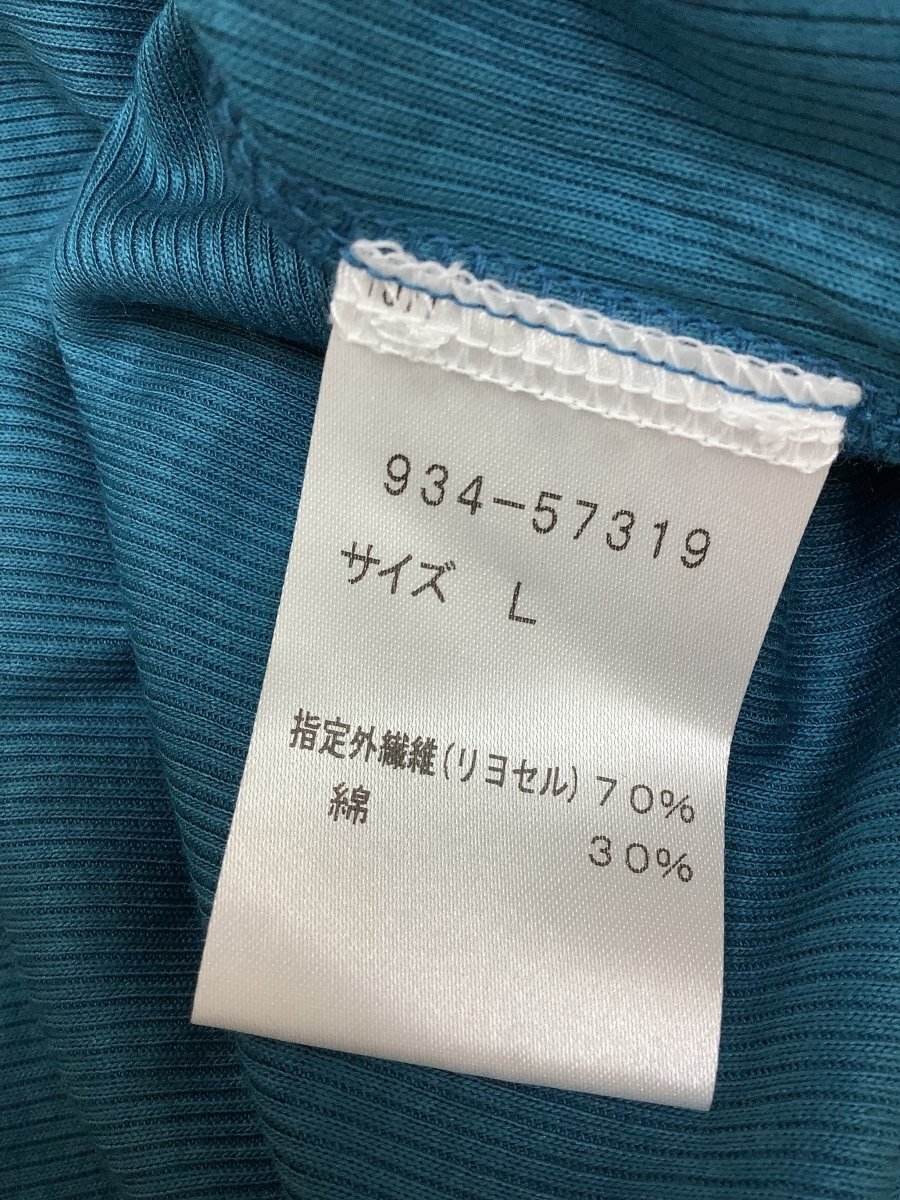 934-57319
サイズ L
指定外繊維(リヨセル) 70%
綿 30%